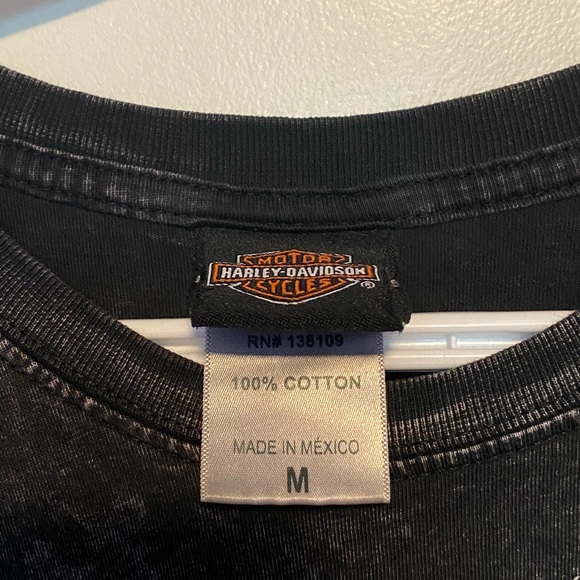 MOTOR
HARLEY-DAVIDSON
CYCLES ®
RN# 138109
100% COTTON
MADE IN MÉXICO
M